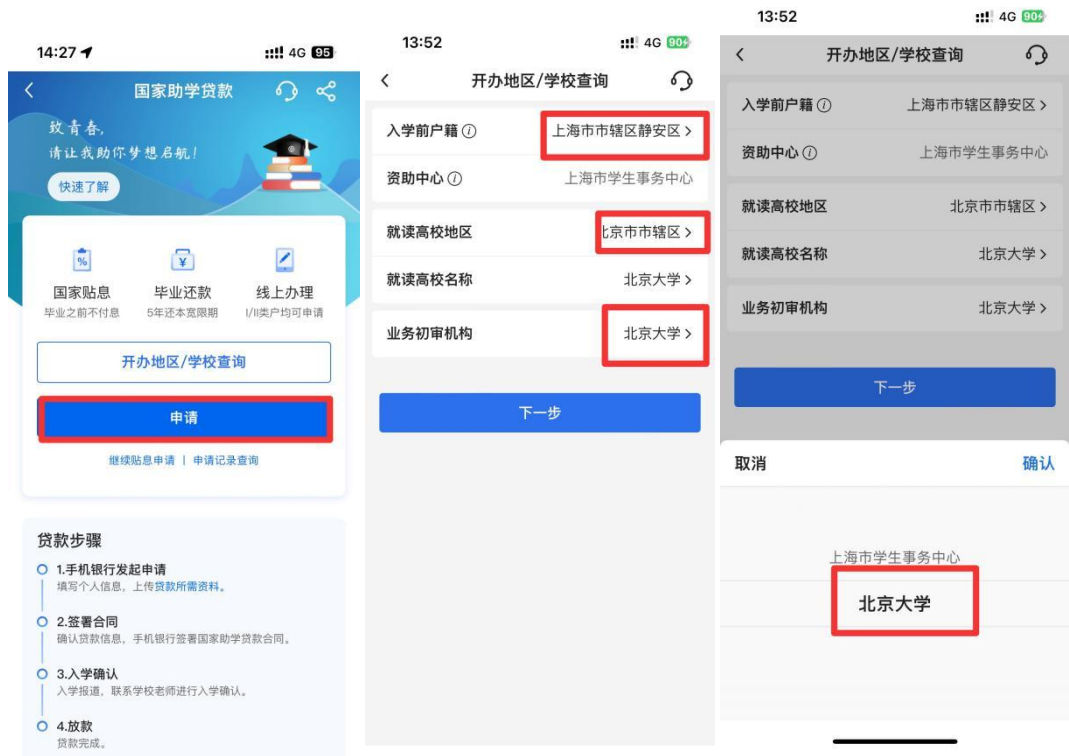 14:27
4G 95
国家助学贷款
致青春,
请让我助你梦想启航!
快速了解
%
¥
国家贴息
毕业还款
线上办理
毕业之前不付息
5年还本宽限期
I/II类户均可申请
开办地区/学校查询
申请
继续贴息申请 | 申请记录查询
贷款步骤
1.手机银行发起申请
填写个人信息,上传贷款所需资料。
2.签署合同
确认贷款信息,手机银行签署国家助学贷款合同。
3.入学确认
入学报道,联系学校老师进行入学确认。
4.放款
贷款完成。
13:52
4G 90
开办地区/学校查询
入学前户籍
上海市市辖区静安区
资助中心
上海市学生事务中心
就读高校地区
北京市市辖区
就读高校名称
北京大学
业务初审机构
北京大学
下一步
13:52
4G 90
开办地区/学校查询
入学前户籍
上海市市辖区静安区
资助中心
上海市学生事务中心
就读高校地区
北京市市辖区
就读高校名称
北京大学
业务初审机构
北京大学
下一步
取消
确认
上海市学生事务中心
北京大学